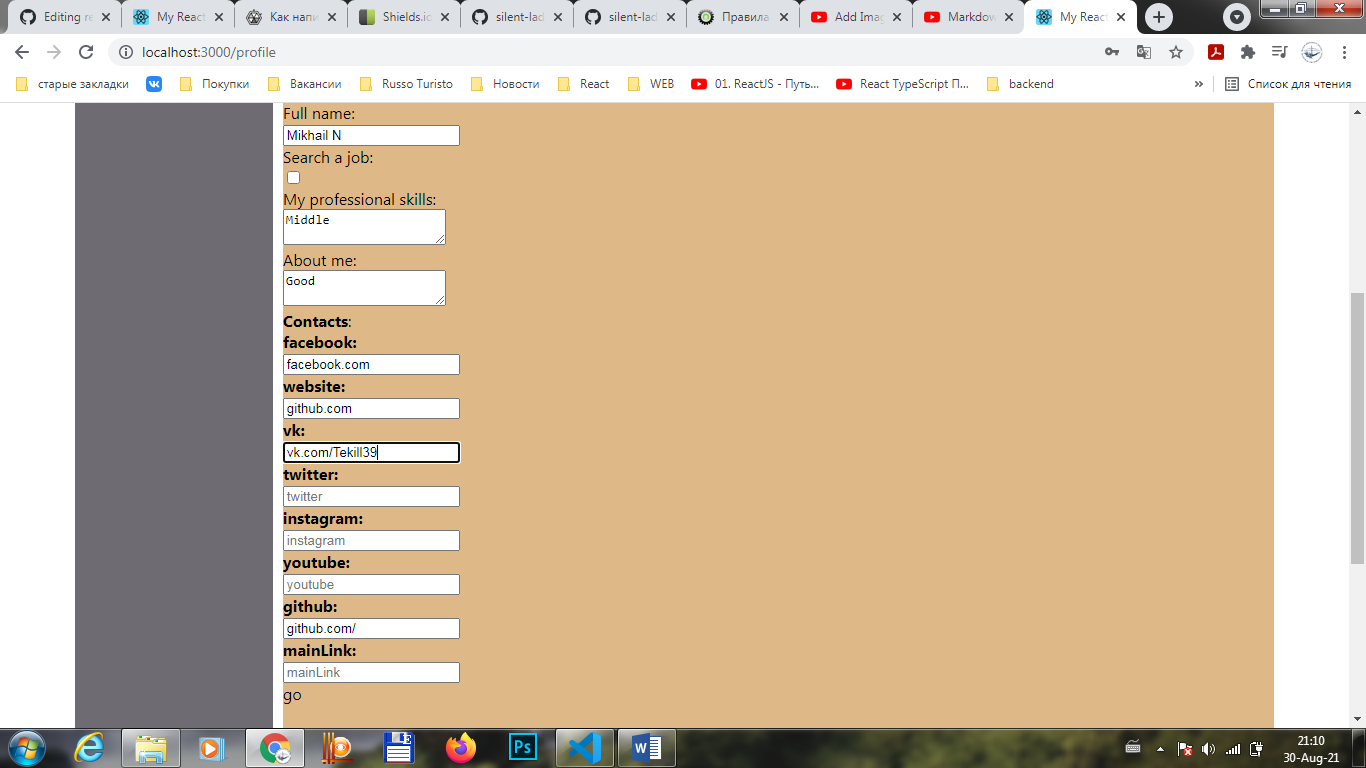 Editing re
My React
Как напи
Shields.io
silent-lad
silent-lad
Правила
Add Imag
Markdow
My React
localhost:3000/profile
старые закладки
Покупки
Вакансии
Russo Turisto
Новости
React
WEB
01. ReactJS - Путь...
React TypeScript П...
backend
»
Список для чтения
Full name:
Mikhail N
Search a job:
My professional skills:
Middle
About me:
Good
Contacts:
facebook:
facebook.com
website:
github.com
vk:
vk.com/Tekill39
twitter:
twitter
instagram:
instagram
youtube:
youtube
github:
github.com/
mainLink:
mainLink
go
Ps
W
21:10
30-Aug-21